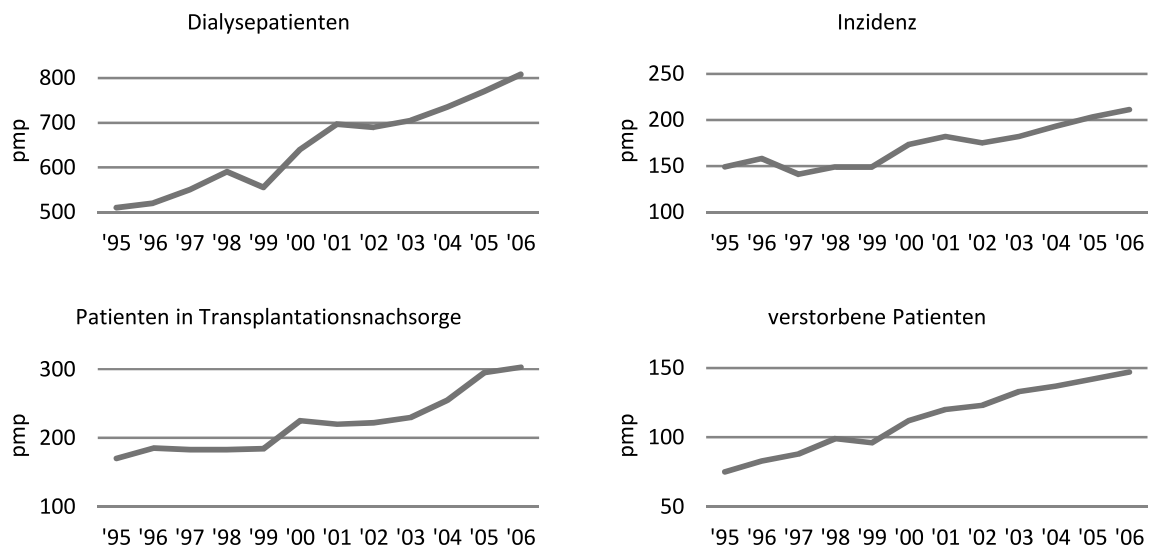 Dialysepatienten
800
700
600
500
pmp
'95 '96 '97 '98 '99 '00 '01 '02 '03 '04 '05 '06
Inzidenz
250
200
150
100
pmp
'95 '96 '97 '98 '99 '00 '01 '02 '03 '04 '05 '06
Patienten in Transplantationsnachsorge
300
200
100
pmp
'95 '96 '97 '98 '99 '00 '01 '02 '03 '04 '05 '06
verstorbene Patienten
150
100
50
pmp
'95 '96 '97 '98 '99 '00 '01 '02 '03 '04 '05 '06